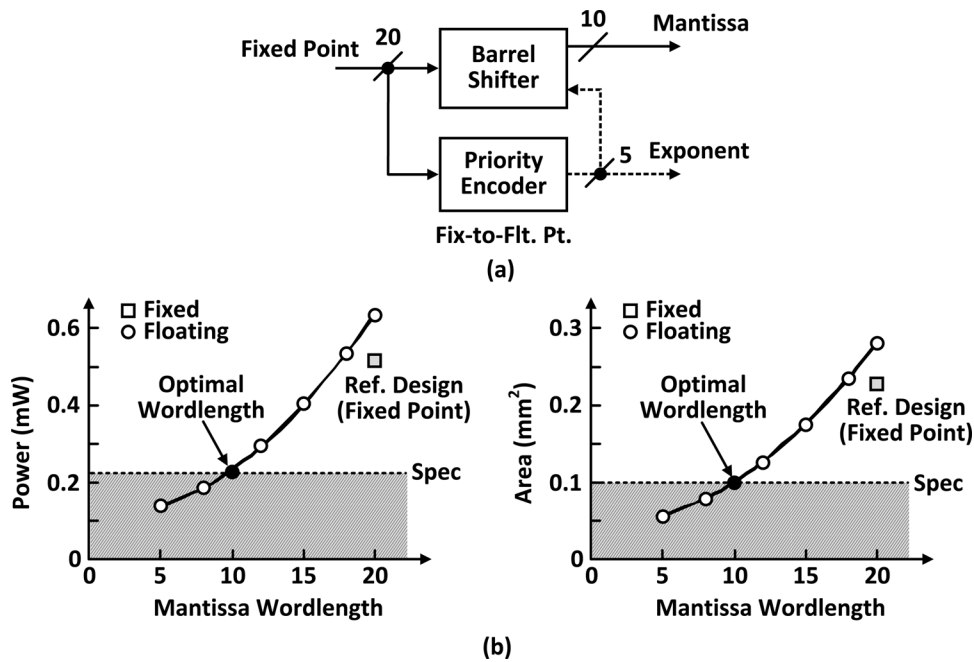 20
Fixed Point
Barrel
Shifter
10
Mantissa
Priority
Encoder
5
Exponent
Fix-to-Flt. Pt.
(a)
Fixed
Floating
0.6
0.4
0.2
0
Power (mW)
Optimal
Wordlength
Ref. Design
(Fixed Point)
Spec
0 5 10 15 20
Mantissa Wordlength
Fixed
Floating
0.3
0.2
0.1
0
Area (mm²)
Optimal
Wordlength
Ref. Design
(Fixed Point)
Spec
0 5 10 15 20
Mantissa Wordlength
(b)